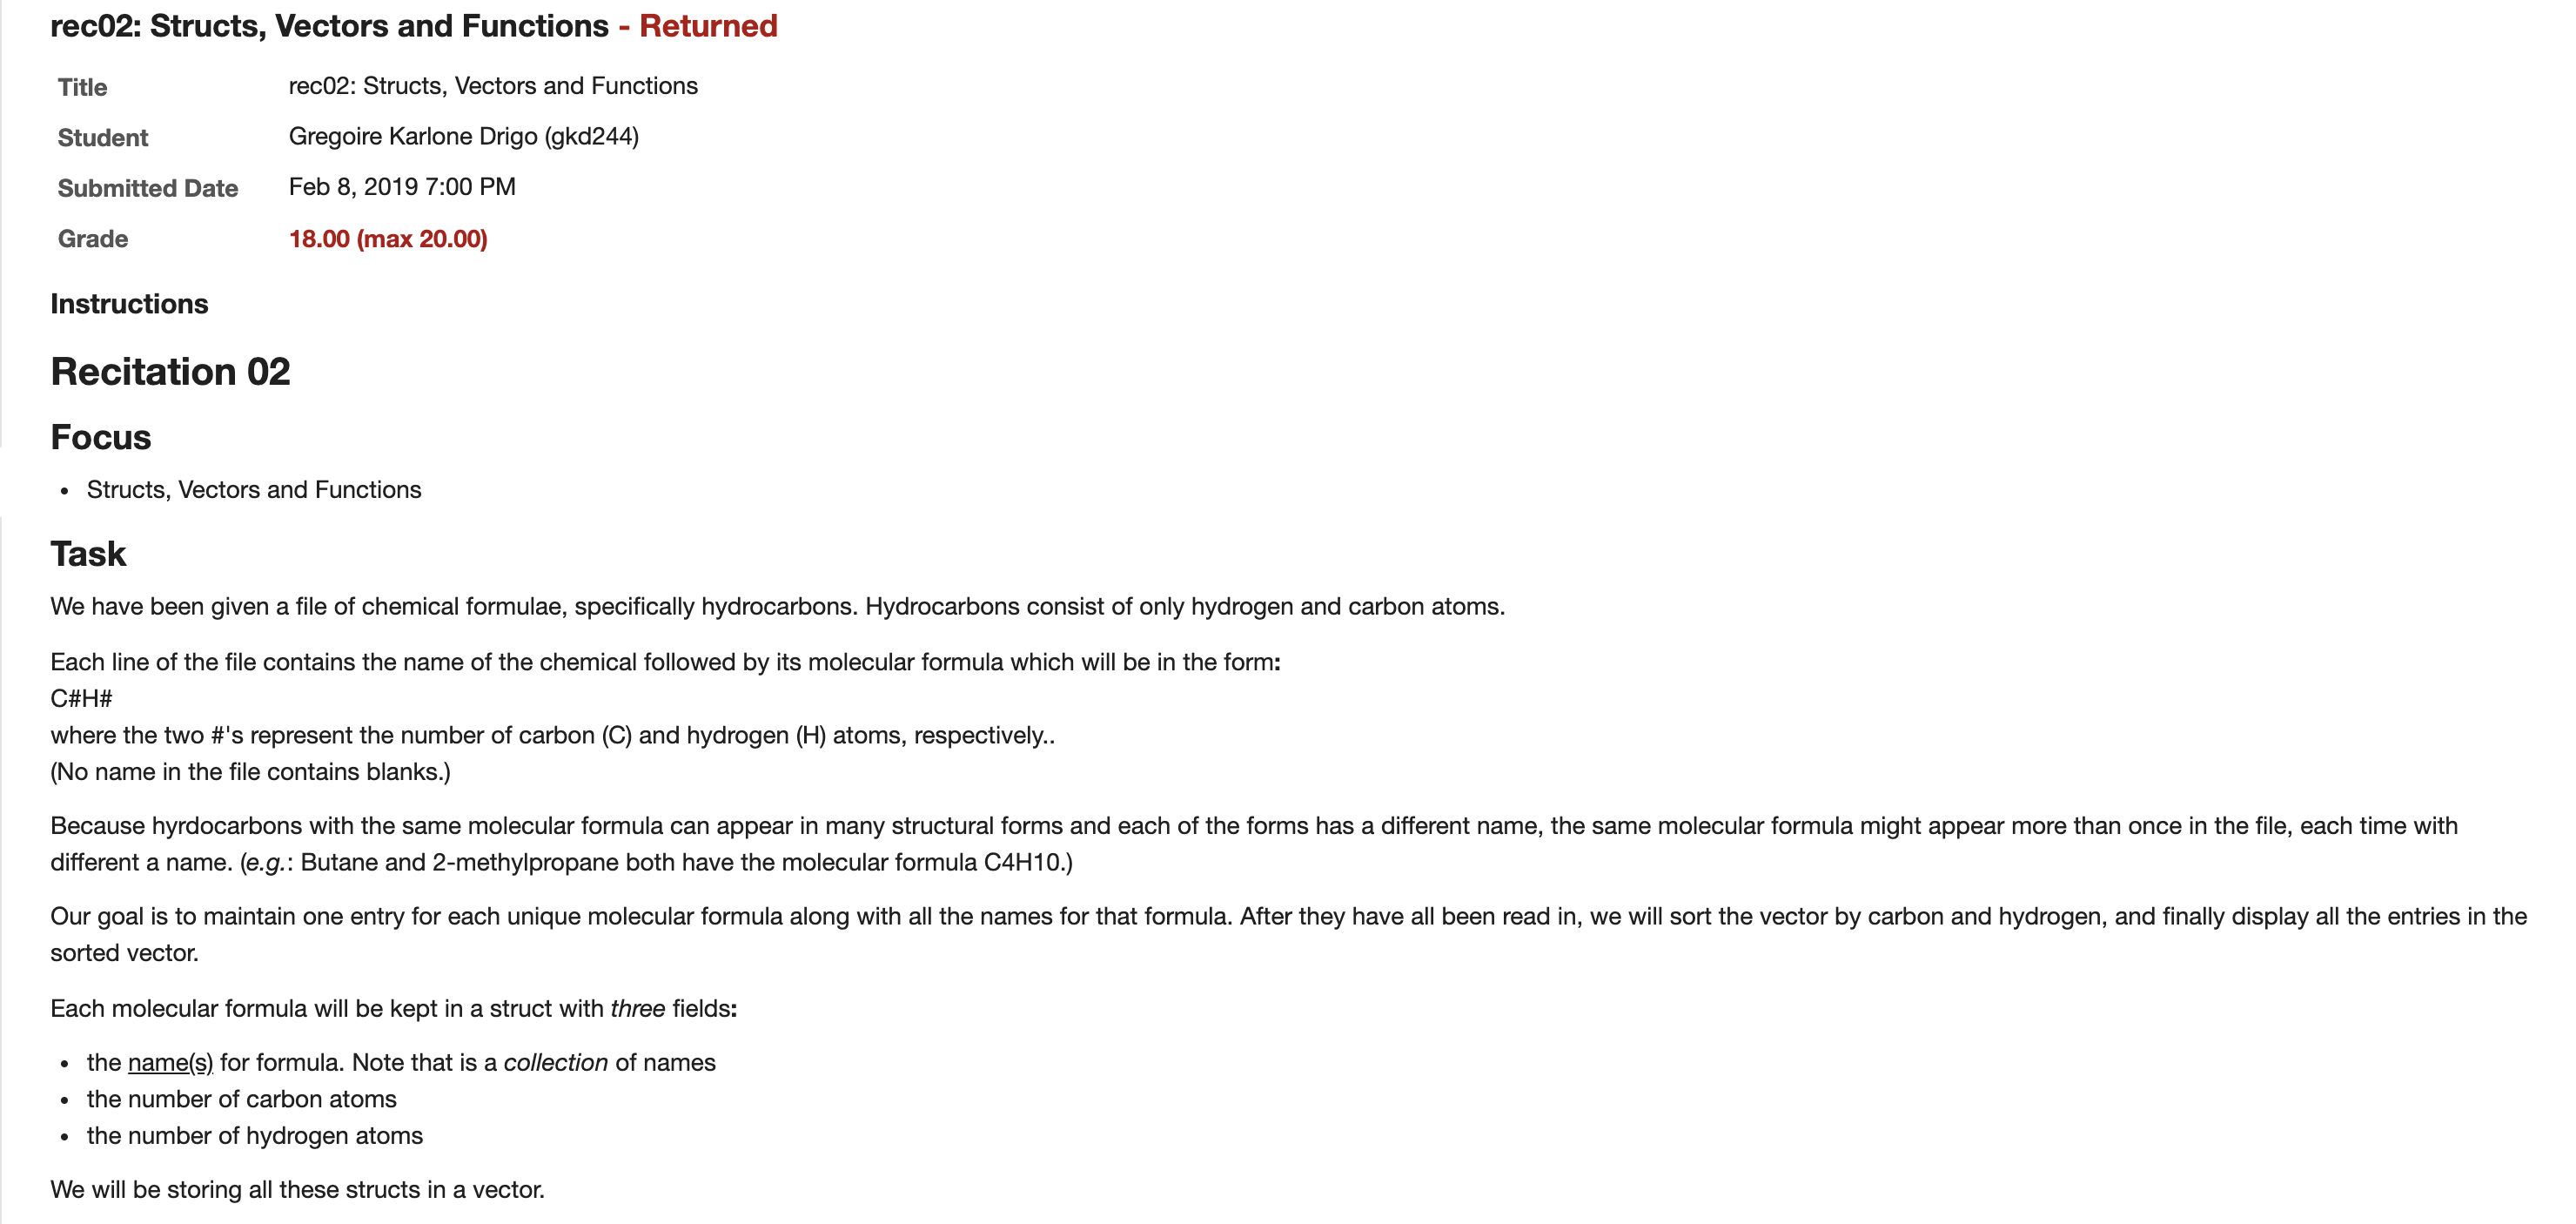 rec02: Structs, Vectors and Functions - Returned
Title rec02: Structs, Vectors and Functions
Student Gregoire Karlone Drigo (gkd244)
Submitted Date Feb 8, 2019 7:00 PM
Grade 18.00 (max 20.00)
Instructions
Recitation 02
Focus
• Structs, Vectors and Functions
Task
We have been given a file of chemical formulae, specifically hydrocarbons. Hydrocarbons consist of only hydrogen and carbon atoms.
Each line of the file contains the name of the chemical followed by its molecular formula which will be in the form:
C#H#
where the two #'s represent the number of carbon (C) and hydrogen (H) atoms, respectively..
(No name in the file contains blanks.)
Because hyrdocarbons with the same molecular formula can appear in many structural forms and each of the forms has a different name, the same molecular formula might appear more than once in the file, each time with
different a name. (e.g.: Butane and 2-methylpropane both have the molecular formula C4H10.)
Our goal is to maintain one entry for each unique molecular formula along with all the names for that formula. After they have all been read in, we will sort the vector by carbon and hydrogen, and finally display all the entries in the
sorted vector.
Each molecular formula will be kept in a struct with three fields:
• the name(s) for formula. Note that is a collection of names
• the number of carbon atoms
• the number of hydrogen atoms
We will be storing all these structs in a vector.